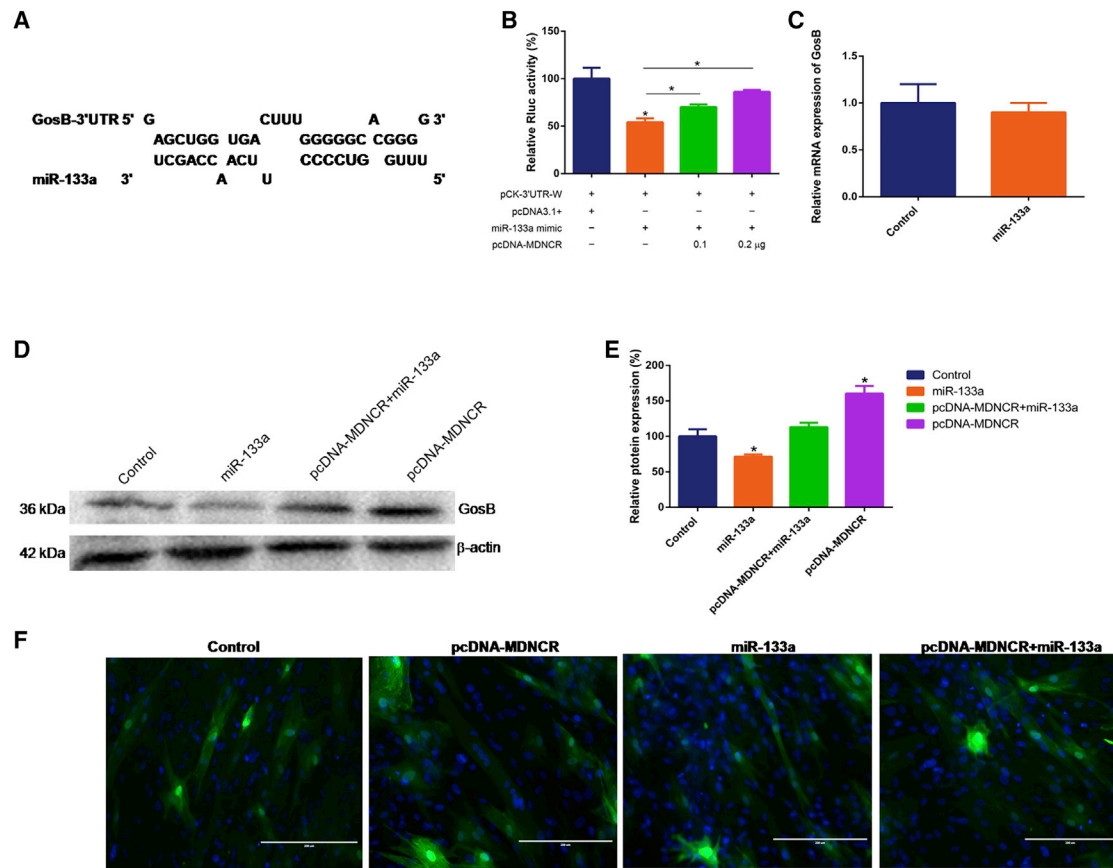 A
GosB-3'UTR 5' G CUUU A G 3'
AGCUGG UGA GGGGGC CGGG
UCGACC ACU CCCCUG GUUU
miR-133a 3' A U 5'
B
Relative Rluc activity (%)
150
100
50
0
*
*
*
pCK-3'UTR-W + + + +
pcDNA3.1+ + – – –
miR-133a mimic – + + +
pcDNA-MDNCR – – 0.1 0.2 μg
C
Relative mRNA expression of GosB
1.5
1.0
0.5
0.0
Control
miR-133a
D
Control
miR-133a
pcDNA-MDNCR+miR-133a
pcDNA-MDNCR
36 kDa
GosB
42 kDa
β-actin
E
Relative ptotein expression (%)
200
150
100
50
0
*
*
Control
miR-133a
pcDNA-MDNCR+miR-133a
pcDNA-MDNCR
Control
miR-133a
pcDNA-MDNCR+miR-133a
pcDNA-MDNCR
F
Control
pcDNA-MDNCR
miR-133a
pcDNA-MDNCR+miR-133a